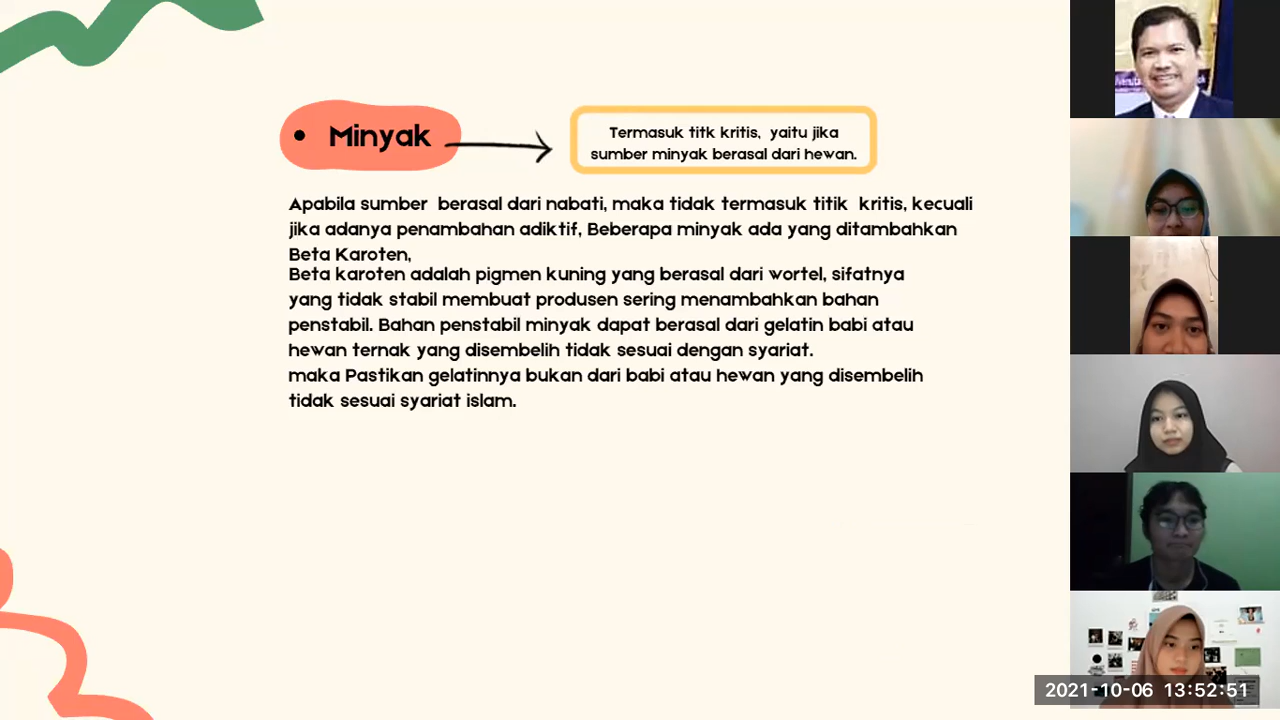 • Minyak
Termasuk titk kritis, yaitu jika
sumber minyak berasal dari hewan.
Apabila sumber berasal dari nabati, maka tidak termasuk titik kritis, kecuali
jika adanya penambahan adiktif, Beberapa minyak ada yang ditambahkan
Beta Karoten,
Beta karoten adalah pigmen kuning yang berasal dari wortel, sifatnya
yang tidak stabil membuat produsen sering menambahkan bahan
penstabil. Bahan penstabil minyak dapat berasal dari gelatin babi atau
hewan ternak yang disembelih tidak sesuai dengan syariat.
maka Pastikan gelatinnya bukan dari babi atau hewan yang disembelih
tidak sesuai syariat islam.
2021-10-06 13:52:51